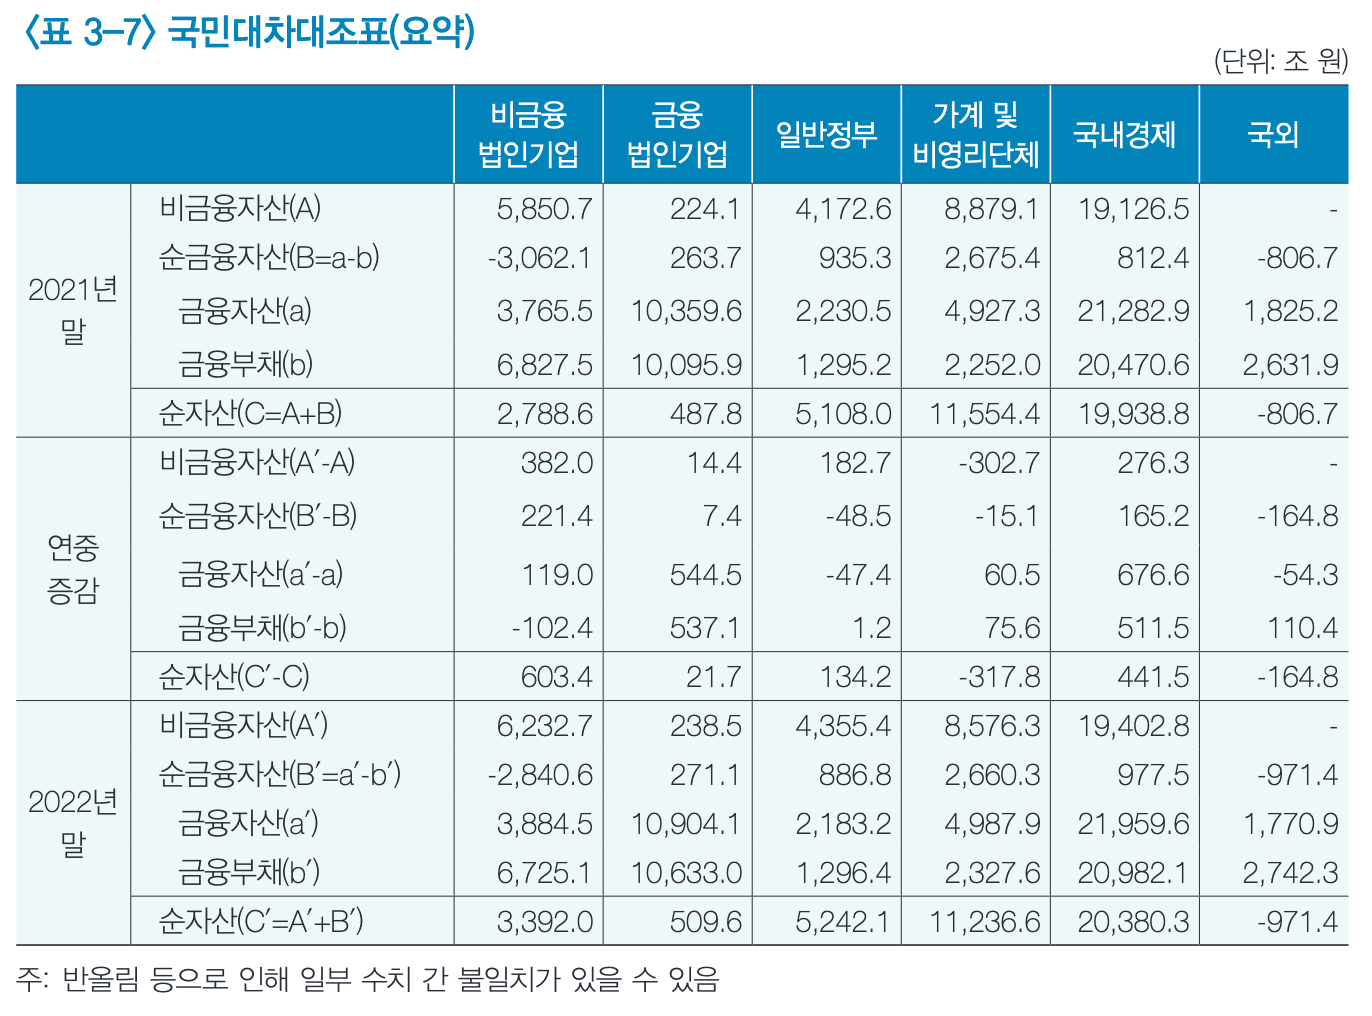 〈표 3-7〉 국민대차대조표(요약)
(단위: 조 원)
비금융 법인기업 금융 법인기업 일반정부 가계 및 비영리단체 국내경제 국외
2021년 말
비금융자산(A) 5,850.7 224.1 4,172.6 8,879.1 19,126.5 -
순금융자산(B=a-b) -3,062.1 263.7 935.3 2,675.4 812.4 -806.7
금융자산(a) 3,765.5 10,359.6 2,230.5 4,927.3 21,282.9 1,825.2
금융부채(b) 6,827.5 10,095.9 1,295.2 2,252.0 20,470.6 2,631.9
순자산(C=A+B) 2,788.6 487.8 5,108.0 11,554.4 19,938.8 -806.7
연중 증감
비금융자산(A′-A) 382.0 14.4 182.7 -302.7 276.3 -
순금융자산(B′-B) 221.4 7.4 -48.5 -15.1 165.2 -164.8
금융자산(a′-a) 119.0 544.5 -47.4 60.5 676.6 -54.3
금융부채(b′-b) -102.4 537.1 1.2 75.6 511.5 110.4
순자산(C′-C) 603.4 21.7 134.2 -317.8 441.5 -164.8
2022년 말
비금융자산(A′) 6,232.7 238.5 4,355.4 8,576.3 19,402.8 -
순금융자산(B′=a′-b′) -2,840.6 271.1 886.8 2,660.3 977.5 -971.4
금융자산(a′) 3,884.5 10,904.1 2,183.2 4,987.9 21,959.6 1,770.9
금융부채(b′) 6,725.1 10,633.0 1,296.4 2,327.6 20,982.1 2,742.3
순자산(C′=A′+B′) 3,392.0 509.6 5,242.1 11,236.6 20,380.3 -971.4
주: 반올림 등으로 인해 일부 수치 간 불일치가 있을 수 있음